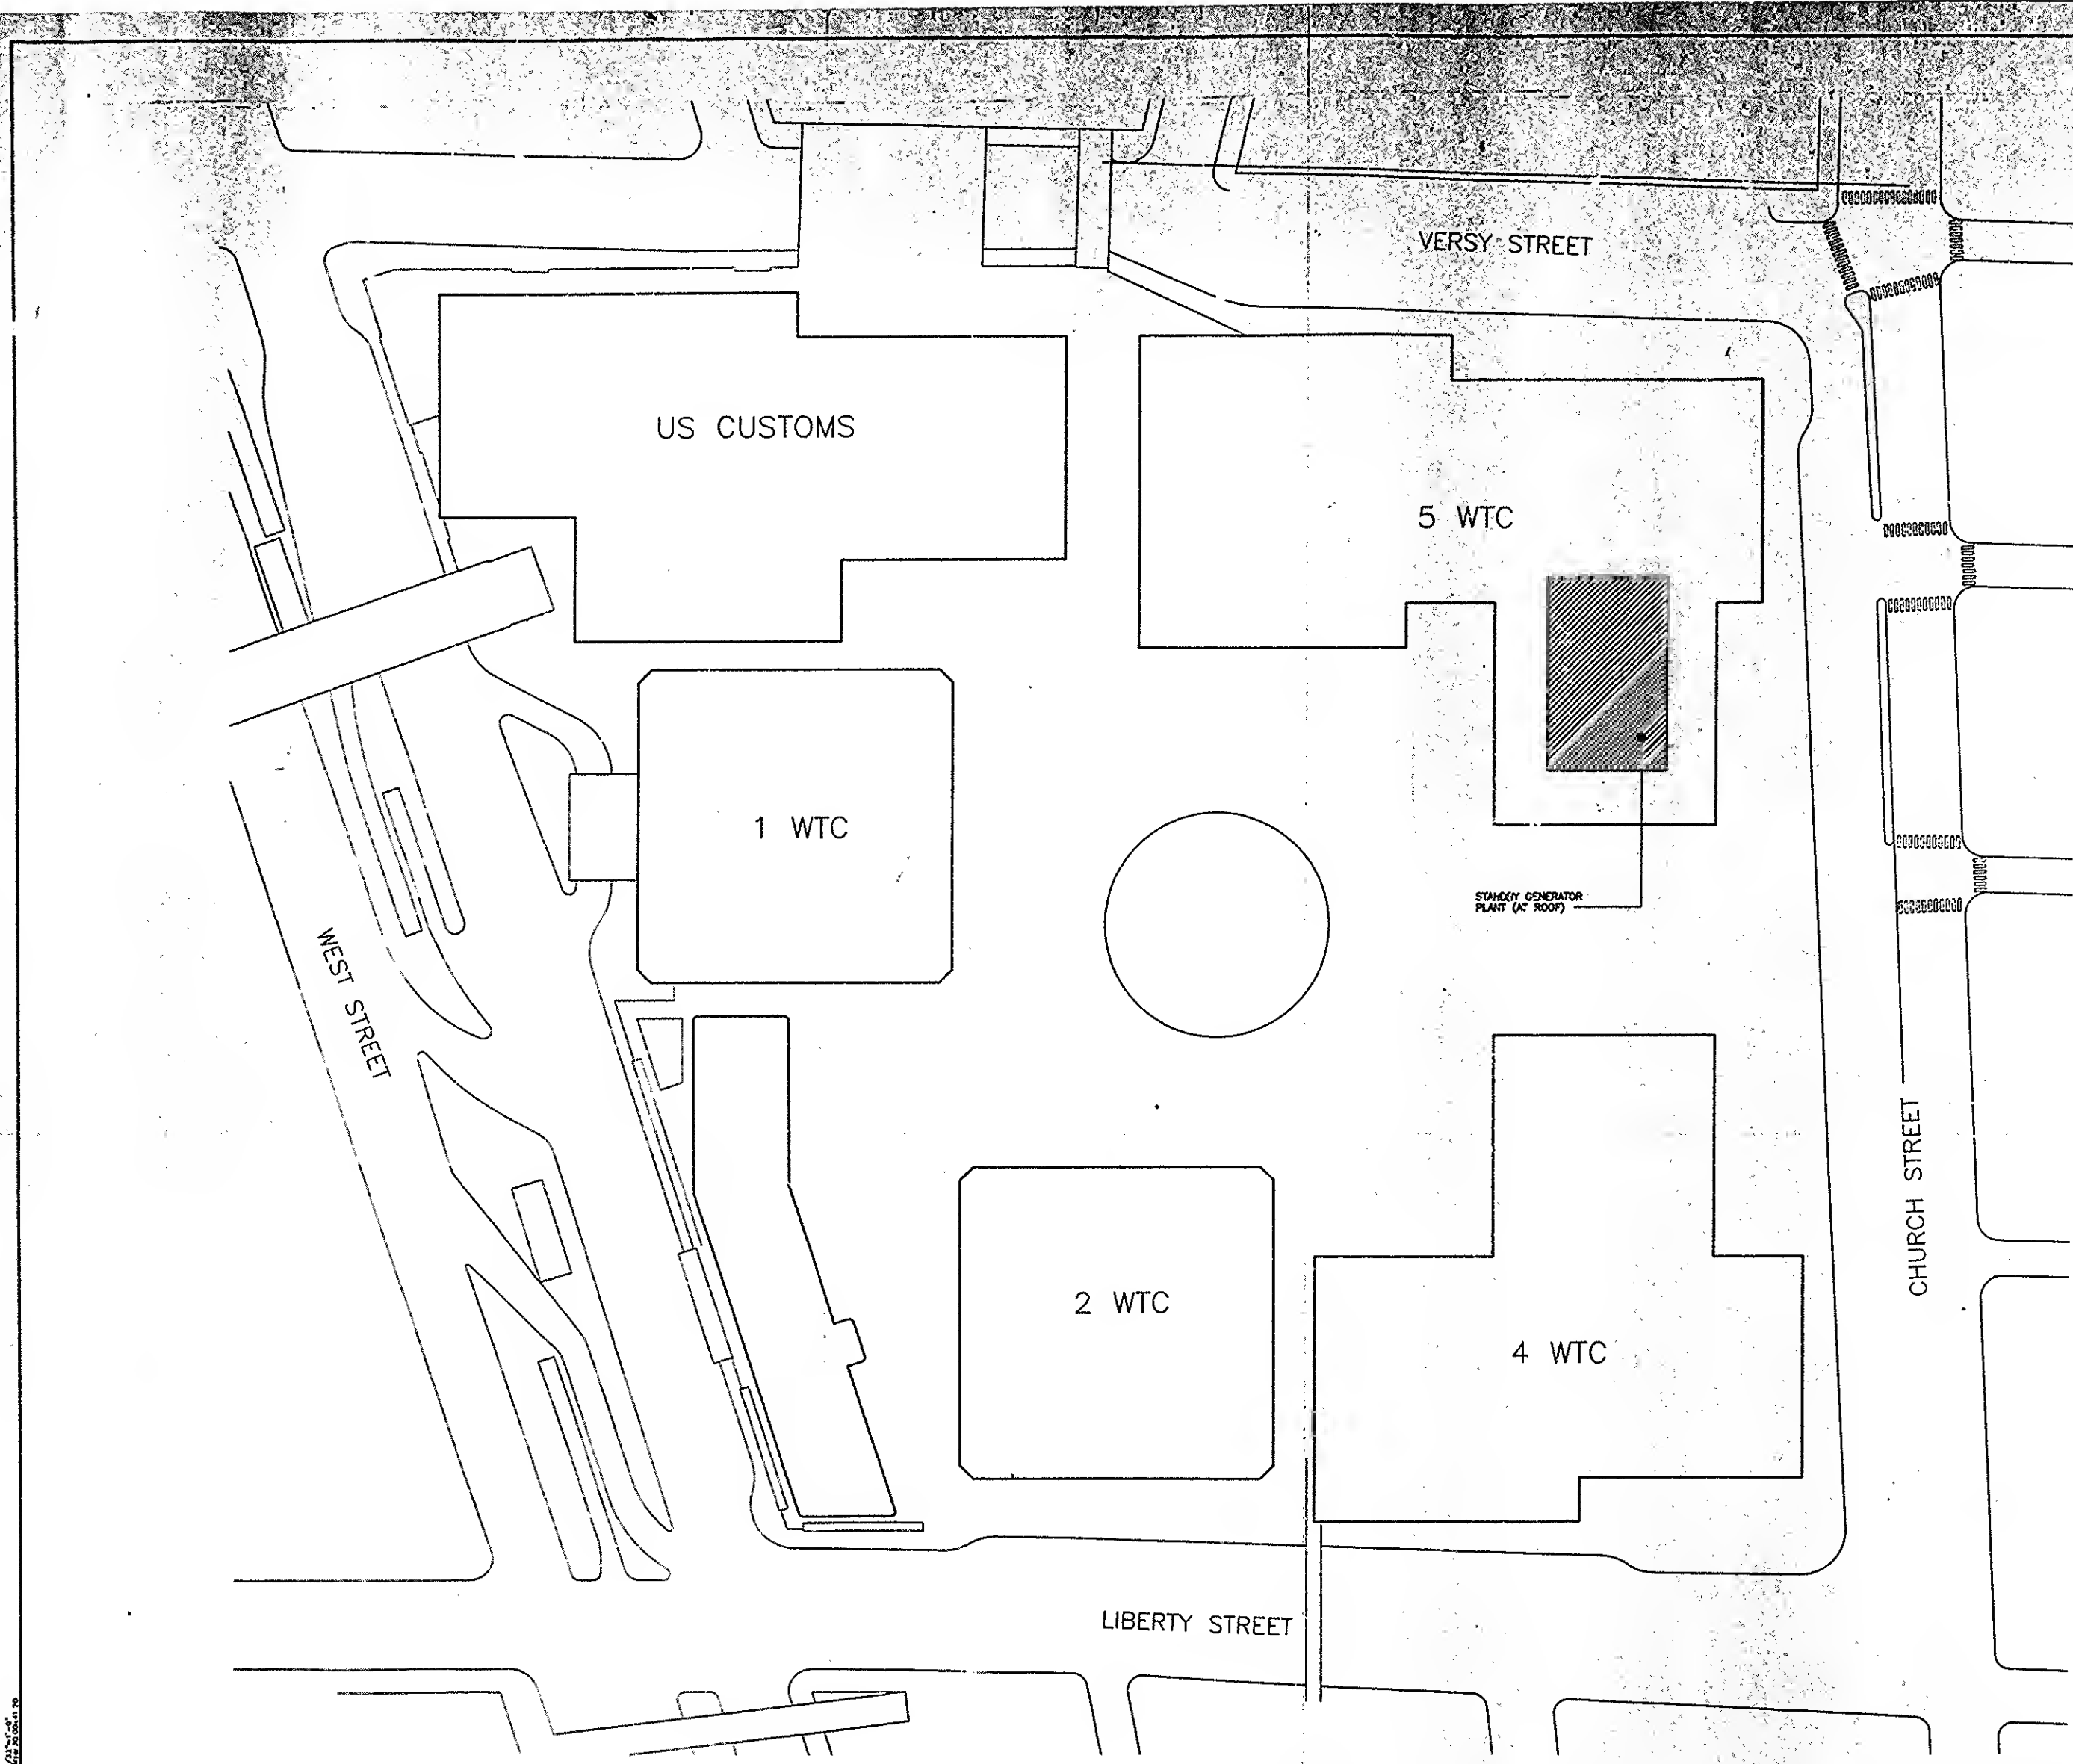 VERSY STREET
US CUSTOMS
5 WTC
1 WTC
STANDBY GENERATOR
PLANT (AT ROOF)
WEST STREET
CHURCH STREET
2 WTC
4 WTC
LIBERTY STREET